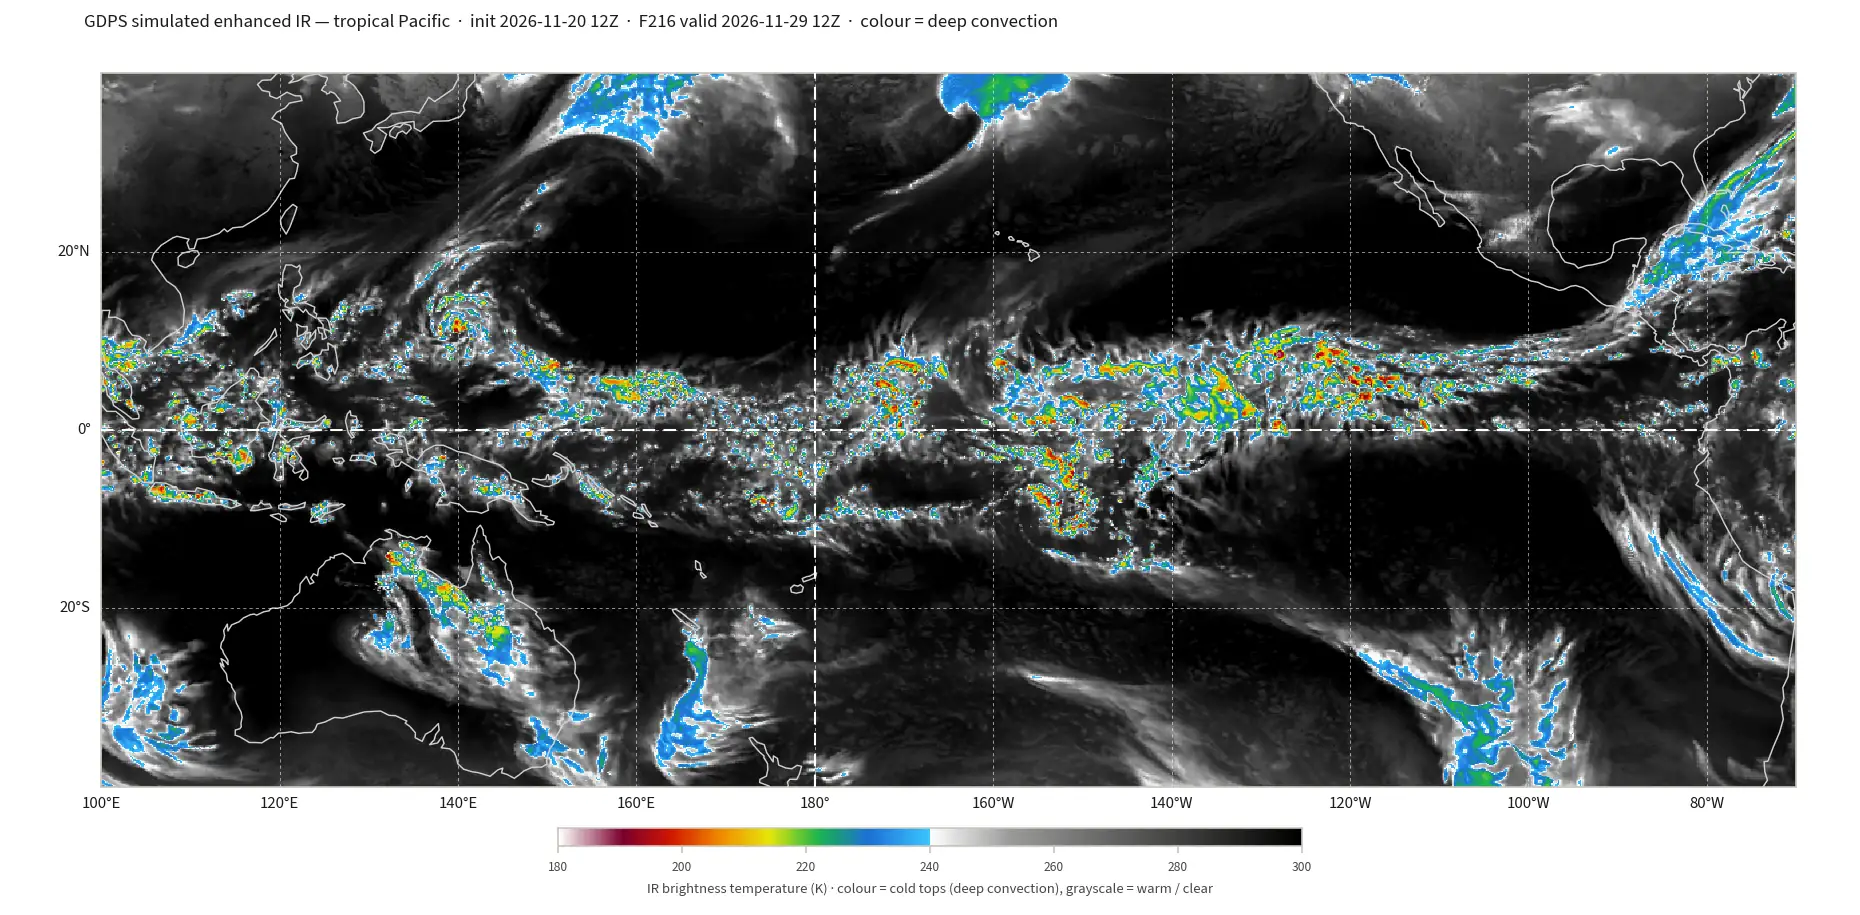 GDPS simulated enhanced IR — tropical Pacific · init 2026-11-20 12Z · F216 valid 2026-11-29 12Z · colour = deep convection
20°N
0°
20°S
100°E 120°E 140°E 160°E 180° 160°W 140°W 120°W 100°W 80°W
180 200 220 240 260 280 300
IR brightness temperature (K) · colour = cold tops (deep convection), grayscale = warm / clear